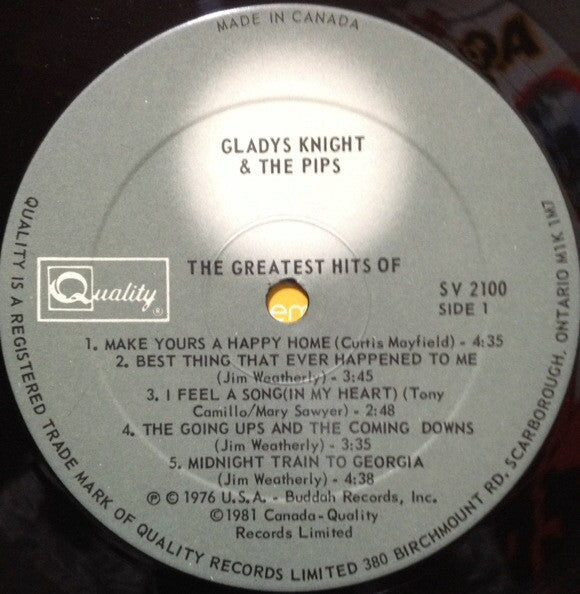 MADE IN CANADA
GLADYS KNIGHT
& THE PIPS
THE GREATEST HITS OF
Quality®
SV 2100
SIDE 1
1. MAKE YOURS A HAPPY HOME (Curtis Mayfield) - 4:35
2. BEST THING THAT EVER HAPPENED TO ME
(Jim Weatherly) - 3:45
3. I FEEL A SONG(IN MY HEART) (Tony
Camillo/Mary Sawyer) - 2:48
4. THE GOING UPS AND THE COMING DOWNS
(Jim Weatherly) - 3:35
5. MIDNIGHT TRAIN TO GEORGIA
(Jim Weatherly) - 4:38
℗ © 1976 U.S.A. - Buddah Records, Inc.
©1981 Canada-Quality
Records Limited
QUALITY IS A REGISTERED TRADE MARK OF QUALITY RECORDS LIMITED 380 BIRCHMOUNT RD, SCARBOROUGH, ONTARIO M1K 1M7
em